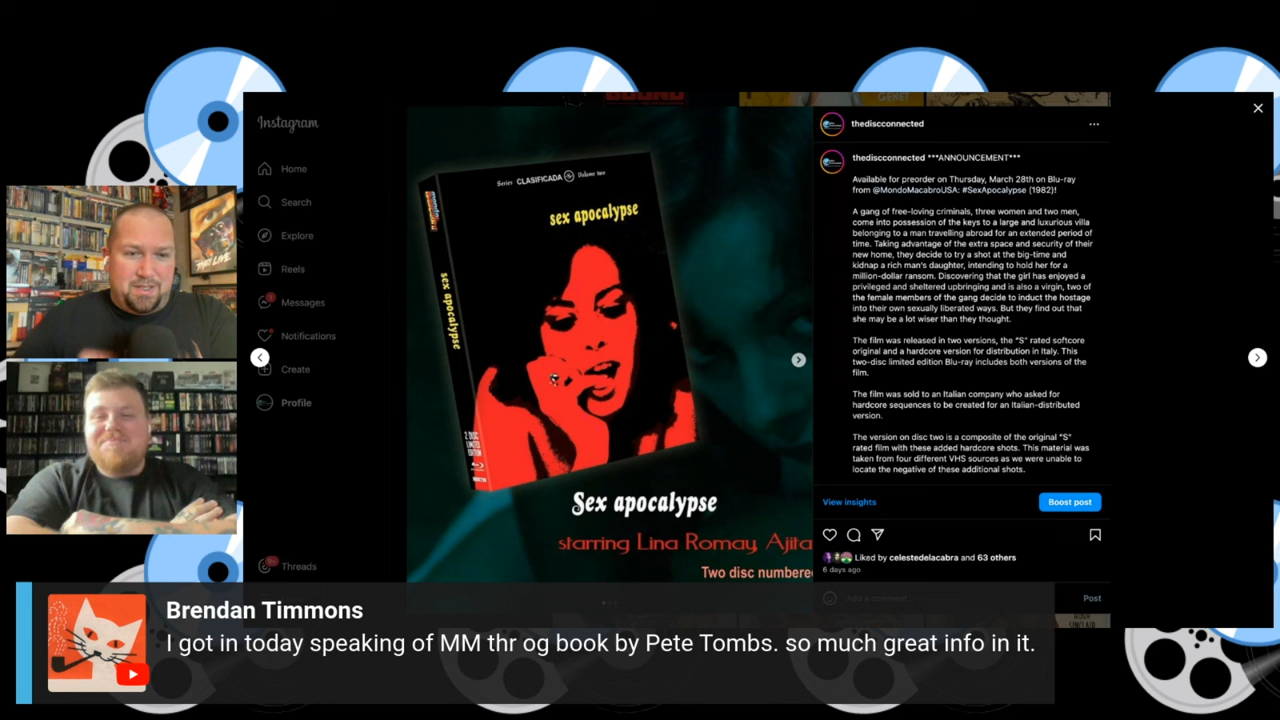 BOUND
GENET
Instagram
Home
Search
Explore
Reels
Messages
Notifications
Create
Profile
Threads
THEY LIVE
Series CLASIFICADA Volume two
sex apocalypse
sex apocalypse
2 DISC
LIMITED
EDITION
Sex apocalypse
starring Lina Romay, Ajita
Two disc numbere
thediscconnected
thediscconnected ***ANNOUNCEMENT***
Available for preorder on Thursday, March 28th on Blu-ray
from @MondoMacabroUSA: #SexApocalypse (1982)!
A gang of free-loving criminals, three women and two men,
come into possession of the keys to a large and luxurious villa
belonging to a man travelling abroad for an extended period of
time. Taking advantage of the extra space and security of their
new home, they decide to try a shot at the big-time and
kidnap a rich man's daughter, intending to hold her for a
million-dollar ransom. Discovering that the girl has enjoyed a
privileged and sheltered upbringing and is also a virgin, two of
the female members of the gang decide to induct the hostage
into their own sexually liberated ways. But they find out that
she may be a lot wiser than they thought.
The film was released in two versions, the “S” rated softcore
original and a hardcore version for distribution in Italy. This
two-disc limited edition Blu-ray includes both versions of the
film.
The film was sold to an Italian company who asked for
hardcore sequences to be created for an Italian-distributed
version.
The version on disc two is a composite of the original “S”
rated film with these added hardcore shots. This material was
taken from four different VHS sources as we were unable to
locate the negative of these additional shots.
View insights
Boost post
Liked by celestedelacabra and 63 others
6 days ago
Add a comment...
Post
HUGH
SINCLAIR
Brendan Timmons
I got in today speaking of MM thr og book by Pete Tombs. so much great info in it.